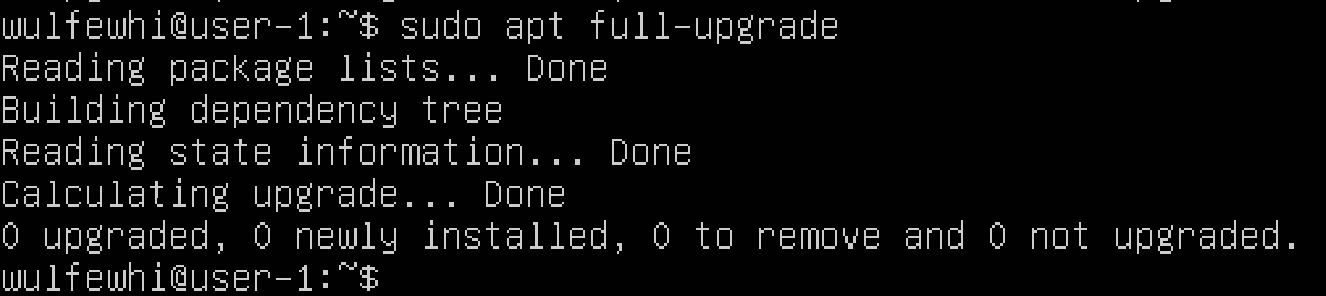 wulfewhi@user-1:~$ sudo apt full-upgrade
Reading package lists... Done
Building dependency tree
Reading state information... Done
Calculating upgrade... Done
0 upgraded, 0 newly installed, 0 to remove and 0 not upgraded.
wulfewhi@user-1:~$